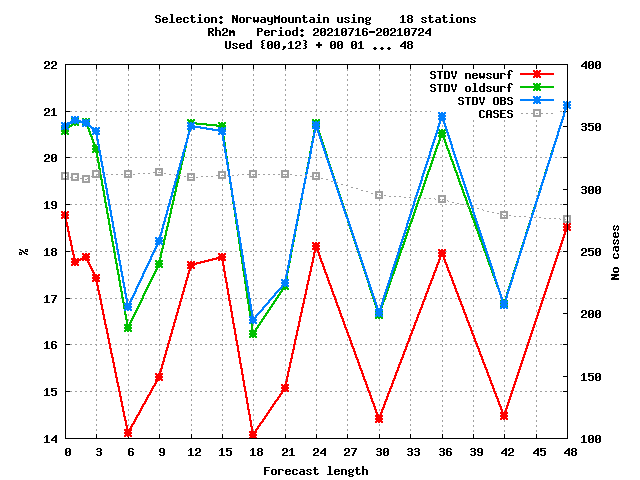 Selection: NorwayMountain using    18 stations
Rh2m   Period: 20210716-20210724
Used {00,12} + 00 01 ... 48
22
21
20
19
18
17
16
15
14
%
400
350
300
250
200
150
100
No cases
STDV newsurf
STDV oldsurf
STDV OBS
CASES
0 3 6 9 12 15 18 21 24 27 30 33 36 39 42 45 48
Forecast length